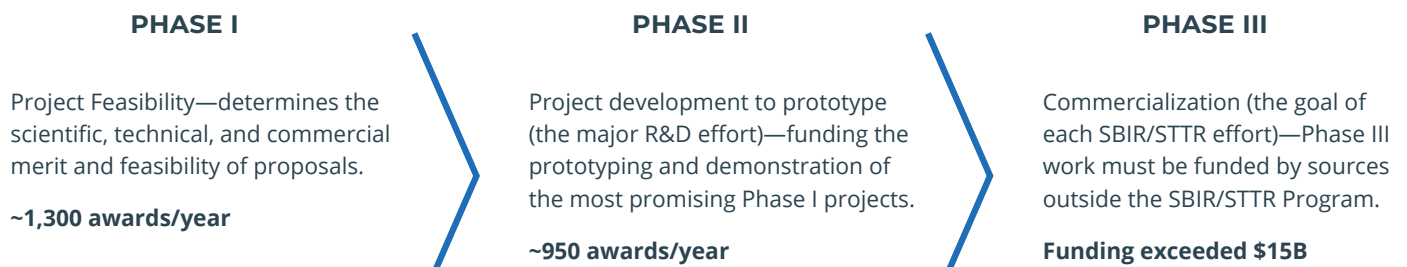 PHASE I
Project Feasibility—determines the
scientific, technical, and commercial
merit and feasibility of proposals.
~1,300 awards/year
PHASE II
Project development to prototype
(the major R&D effort)—funding the
prototyping and demonstration of
the most promising Phase I projects.
~950 awards/year
PHASE III
Commercialization (the goal of
each SBIR/STTR effort)—Phase III
work must be funded by sources
outside the SBIR/STTR Program.
Funding exceeded $15B